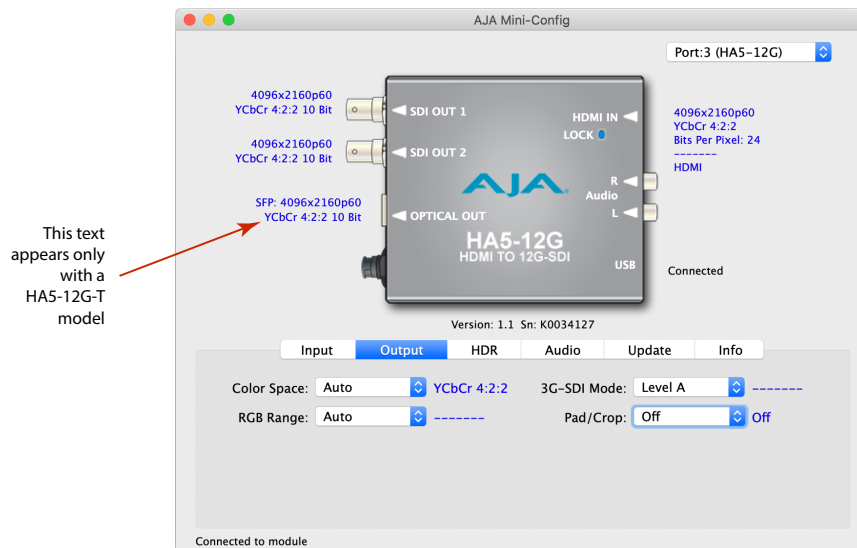 AJA Mini-Config
Port:3 (HA5-12G)
4096x2160p60
YCbCr 4:2:2 10 Bit
4096x2160p60
YCbCr 4:2:2 10 Bit
SFP: 4096x2160p60
YCbCr 4:2:2 10 Bit
This text
appears only
with a
HA5-12G-T
model
SDI OUT 1
SDI OUT 2
OPTICAL OUT
HDMI IN
LOCK
R
Audio
L
USB
AJA
HA5-12G
HDMI TO 12G-SDI
4096x2160p60
YCbCr 4:2:2
Bits Per Pixel: 24
-------
HDMI
Connected
Version: 1.1 Sn: K0034127
Input Output HDR Audio Update Info
Color Space: Auto YCbCr 4:2:2 3G-SDI Mode: Level A -------
RGB Range: Auto ------- Pad/Crop: Off Off
Connected to module